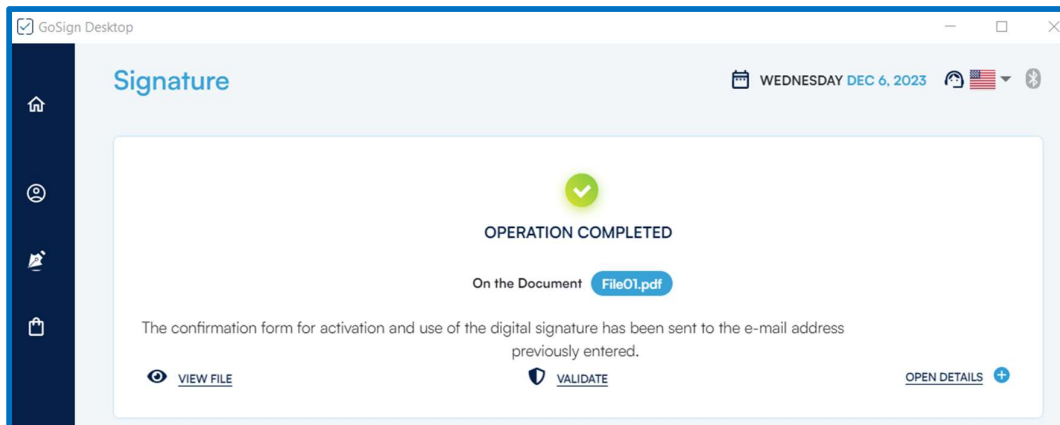 GoSign Desktop
Signature
WEDNESDAY DEC 6, 2023
OPERATION COMPLETED
On the Document File01.pdf
The confirmation form for activation and use of the digital signature has been sent to the e-mail address
previously entered.
VIEW FILE
VALIDATE
OPEN DETAILS